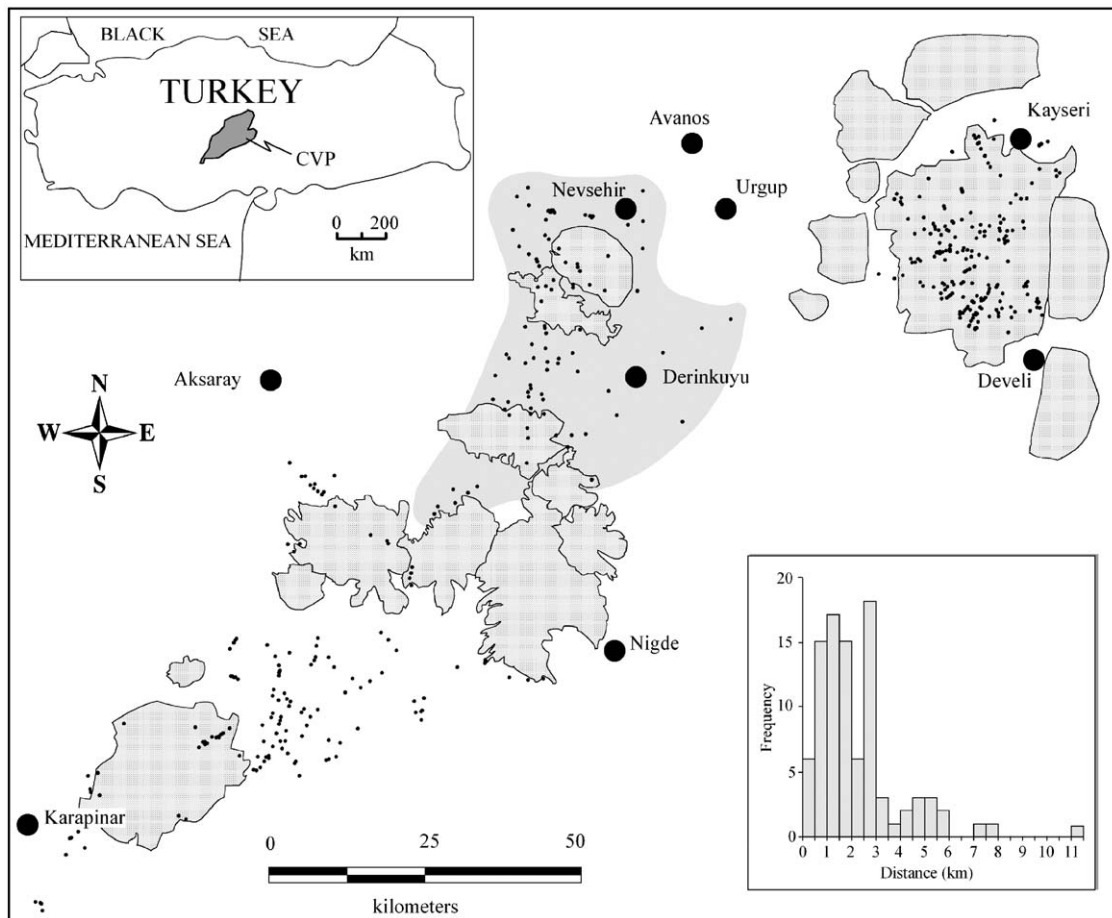 BLACK SEA
TURKEY
CVP
0 200
km
MEDITERRANEAN SEA
Kayseri
Avanos
Nevsehir
Urgup
Aksaray
Derinkuyu
Develi
N
W E
S
Nigde
Karapinar
0 25 50
kilometers
20
15
10
5
0
Frequency
0 1 2 3 4 5 6 7 8 9 10 11
Distance (km)